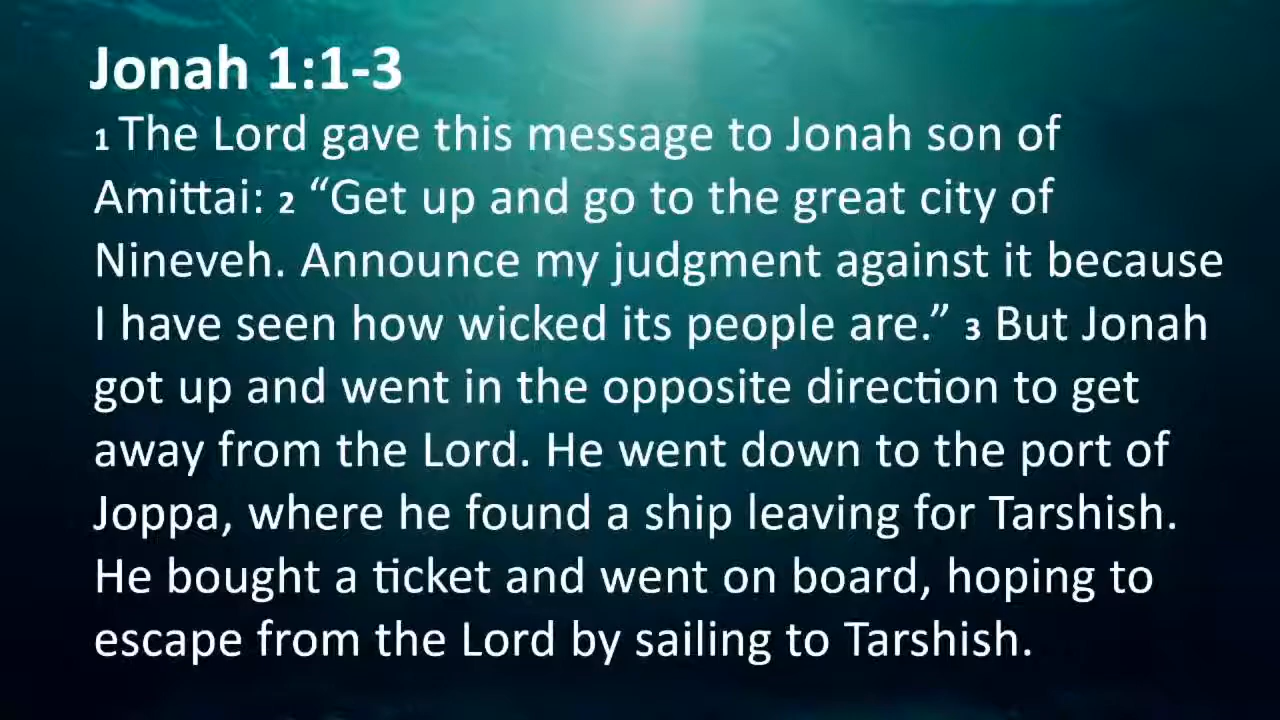 Jonah 1:1-3
1 The Lord gave this message to Jonah son of
Amittai: 2 “Get up and go to the great city of
Nineveh. Announce my judgment against it because
I have seen how wicked its people are.” 3 But Jonah
got up and went in the opposite direction to get
away from the Lord. He went down to the port of
Joppa, where he found a ship leaving for Tarshish.
He bought a ticket and went on board, hoping to
escape from the Lord by sailing to Tarshish.